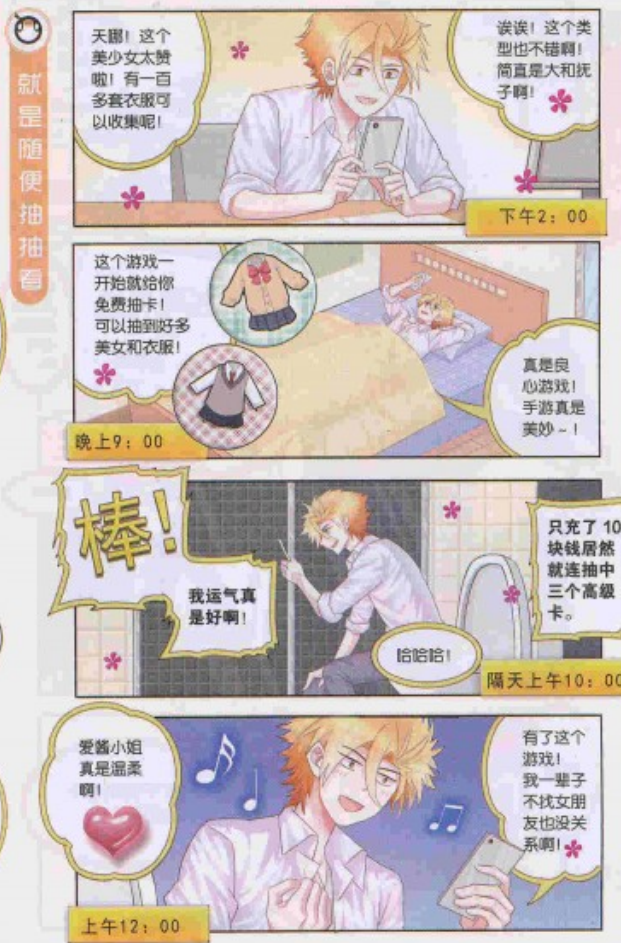 就是随便抽抽看
天哪！这个
美少女太赞
啦！有一百
多套衣服可
以收集呢！
诶诶！这个类
型也不错啊！
简直是大和抚
子啊！
下午2：00
这个游戏一
开始就给你
免费抽卡！
可以抽到好多
美女和衣服！
真是良
心游戏！
手游真是
美妙~！
晚上9：00
棒！
我运气真
是好啊！
只充了 10
块钱居然
就连抽中
三个高级
卡。
哈哈哈！
隔天上午10：00
爱酱小姐
真是温柔
啊！
有了这个
游戏！
我一辈子
不找女朋
友也没关
系啊！
上午12：00